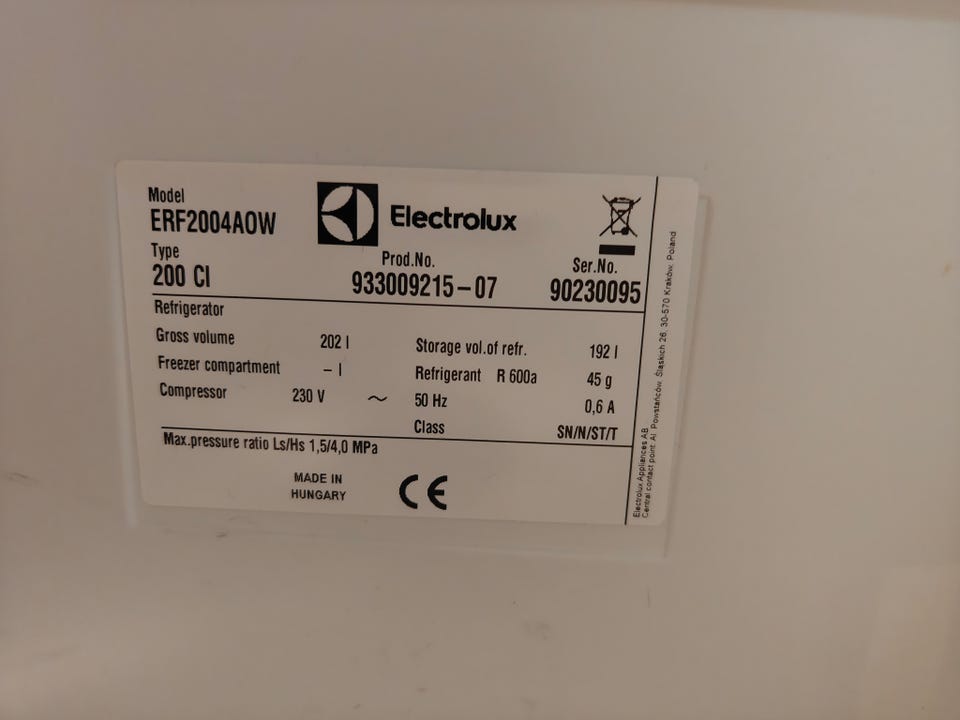 Model
ERF2004AOW
Electrolux
Type
200 CI
Prod.No.
933009215-07
Ser.No.
90230095
Refrigerator
Gross volume 202 l
Storage vol.of refr. 192 l
Freezer compartment - l
Refrigerant R 600a 45 g
Compressor 230 V ~ 50 Hz 0,6 A
Class SN/N/ST/T
Max.pressure ratio Ls/Hs 1,5/4,0 MPa
MADE IN
HUNGARY
CE
Electrolux Appliances AB
Central contact point: Al. Powstańców. Śląskich 26. 30-570 Kraków. Poland